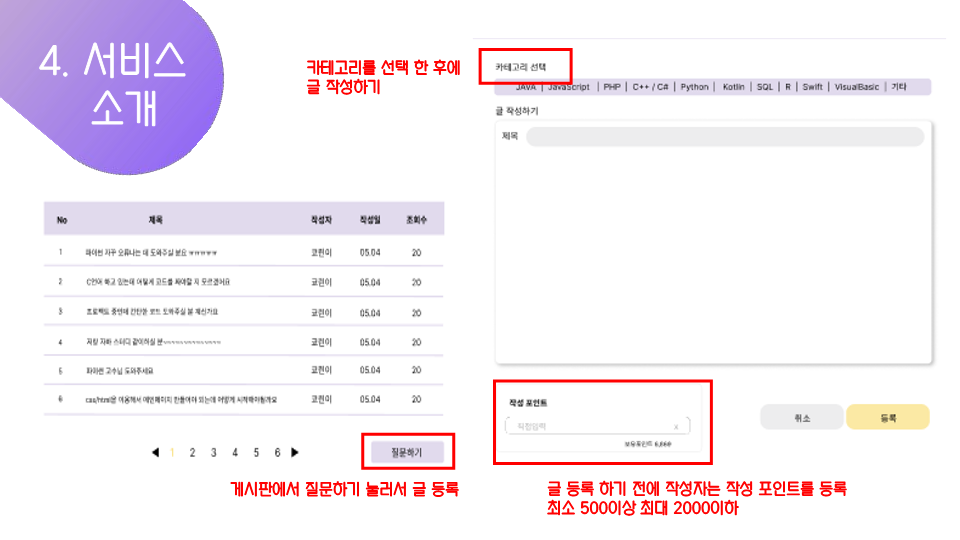 4. 서비스
소개
카테고리를 선택 한 후에
글 작성하기
카테고리 선택
JAVA | JavaScript | PHP | C++ / C# | Python | Kotlin | SQL | R | Swift | VisualBasic | 기타
글 작성하기
제목
No 제목 작성자 작성일 조회수
1 파이썬 자꾸 오류나는 데 도와주실 분요 ㅠㅠㅠㅠㅠ 코린이 05.04 20
2 C언어 하고 있는데 어떻게 코드를 짜야할 지 모르겠어요 코린이 05.04 20
3 프로젝트 중인데 간단한 코드 도와주실 분 계신가요 코린이 05.04 20
4 저랑 자바 스터디 같이하실 분~~~~~~~~~~~~~~ 코린이 05.04 20
5 파이썬 고수님 도와주세요 코린이 05.04 20
6 css/html을 이용해서 웹페이지 만들어야 되는데 어떻게 시작해야될까요 코린이 05.04 20
◀ 1 2 3 4 5 6 ▶
질문하기
게시판에서 질문하기 눌러서 글 등록
작성 포인트
직접입력 x
보유포인트
취소
등록
글 등록 하기 전에 작성자는 작성 포인트를 등록
최소 500이상 최대 2000이하